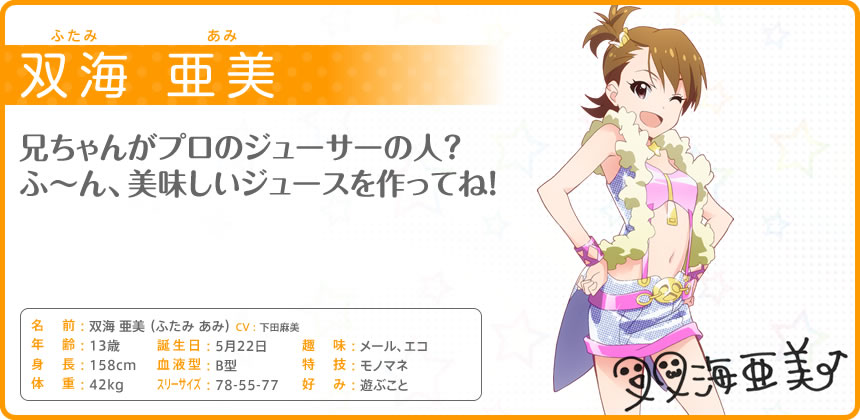 ふたみ あみ
双海 亜美
兄ちゃんがプロのジューサーの人?
ふ〜ん、美味しいジュースを作ってね!
名 前 : 双海 亜美 (ふたみ あみ) CV : 下田麻美
年 齢 : 13歳 誕生日 : 5月22日 趣 味 : メール、エコ
身 長 : 158cm 血液型 : B型 特 技 : モノマネ
体 重 : 42kg スリーサイズ : 78-55-77 好 み : 遊ぶこと
双海亜美